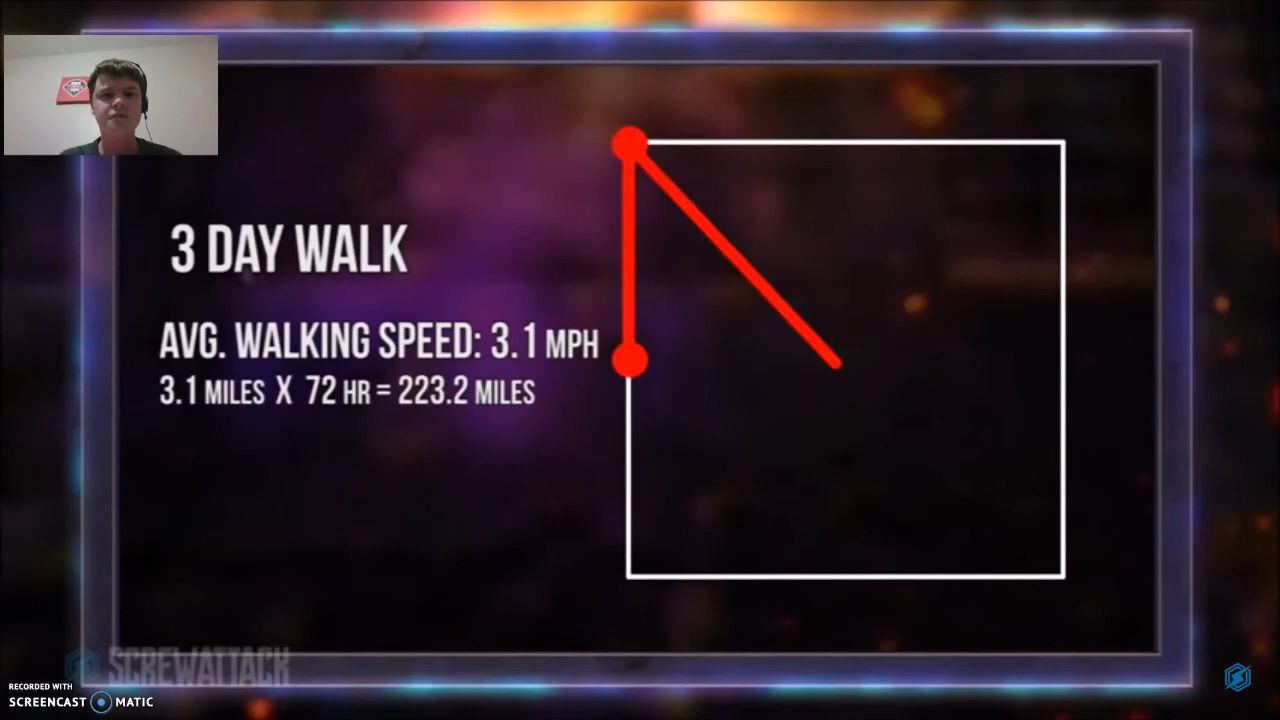 3 DAY WALK
AVG. WALKING SPEED: 3.1 MPH
3.1 MILES X 72 HR = 223.2 MILES
SCREWATTACK
RECORDED WITH
SCREENCAST MATIC